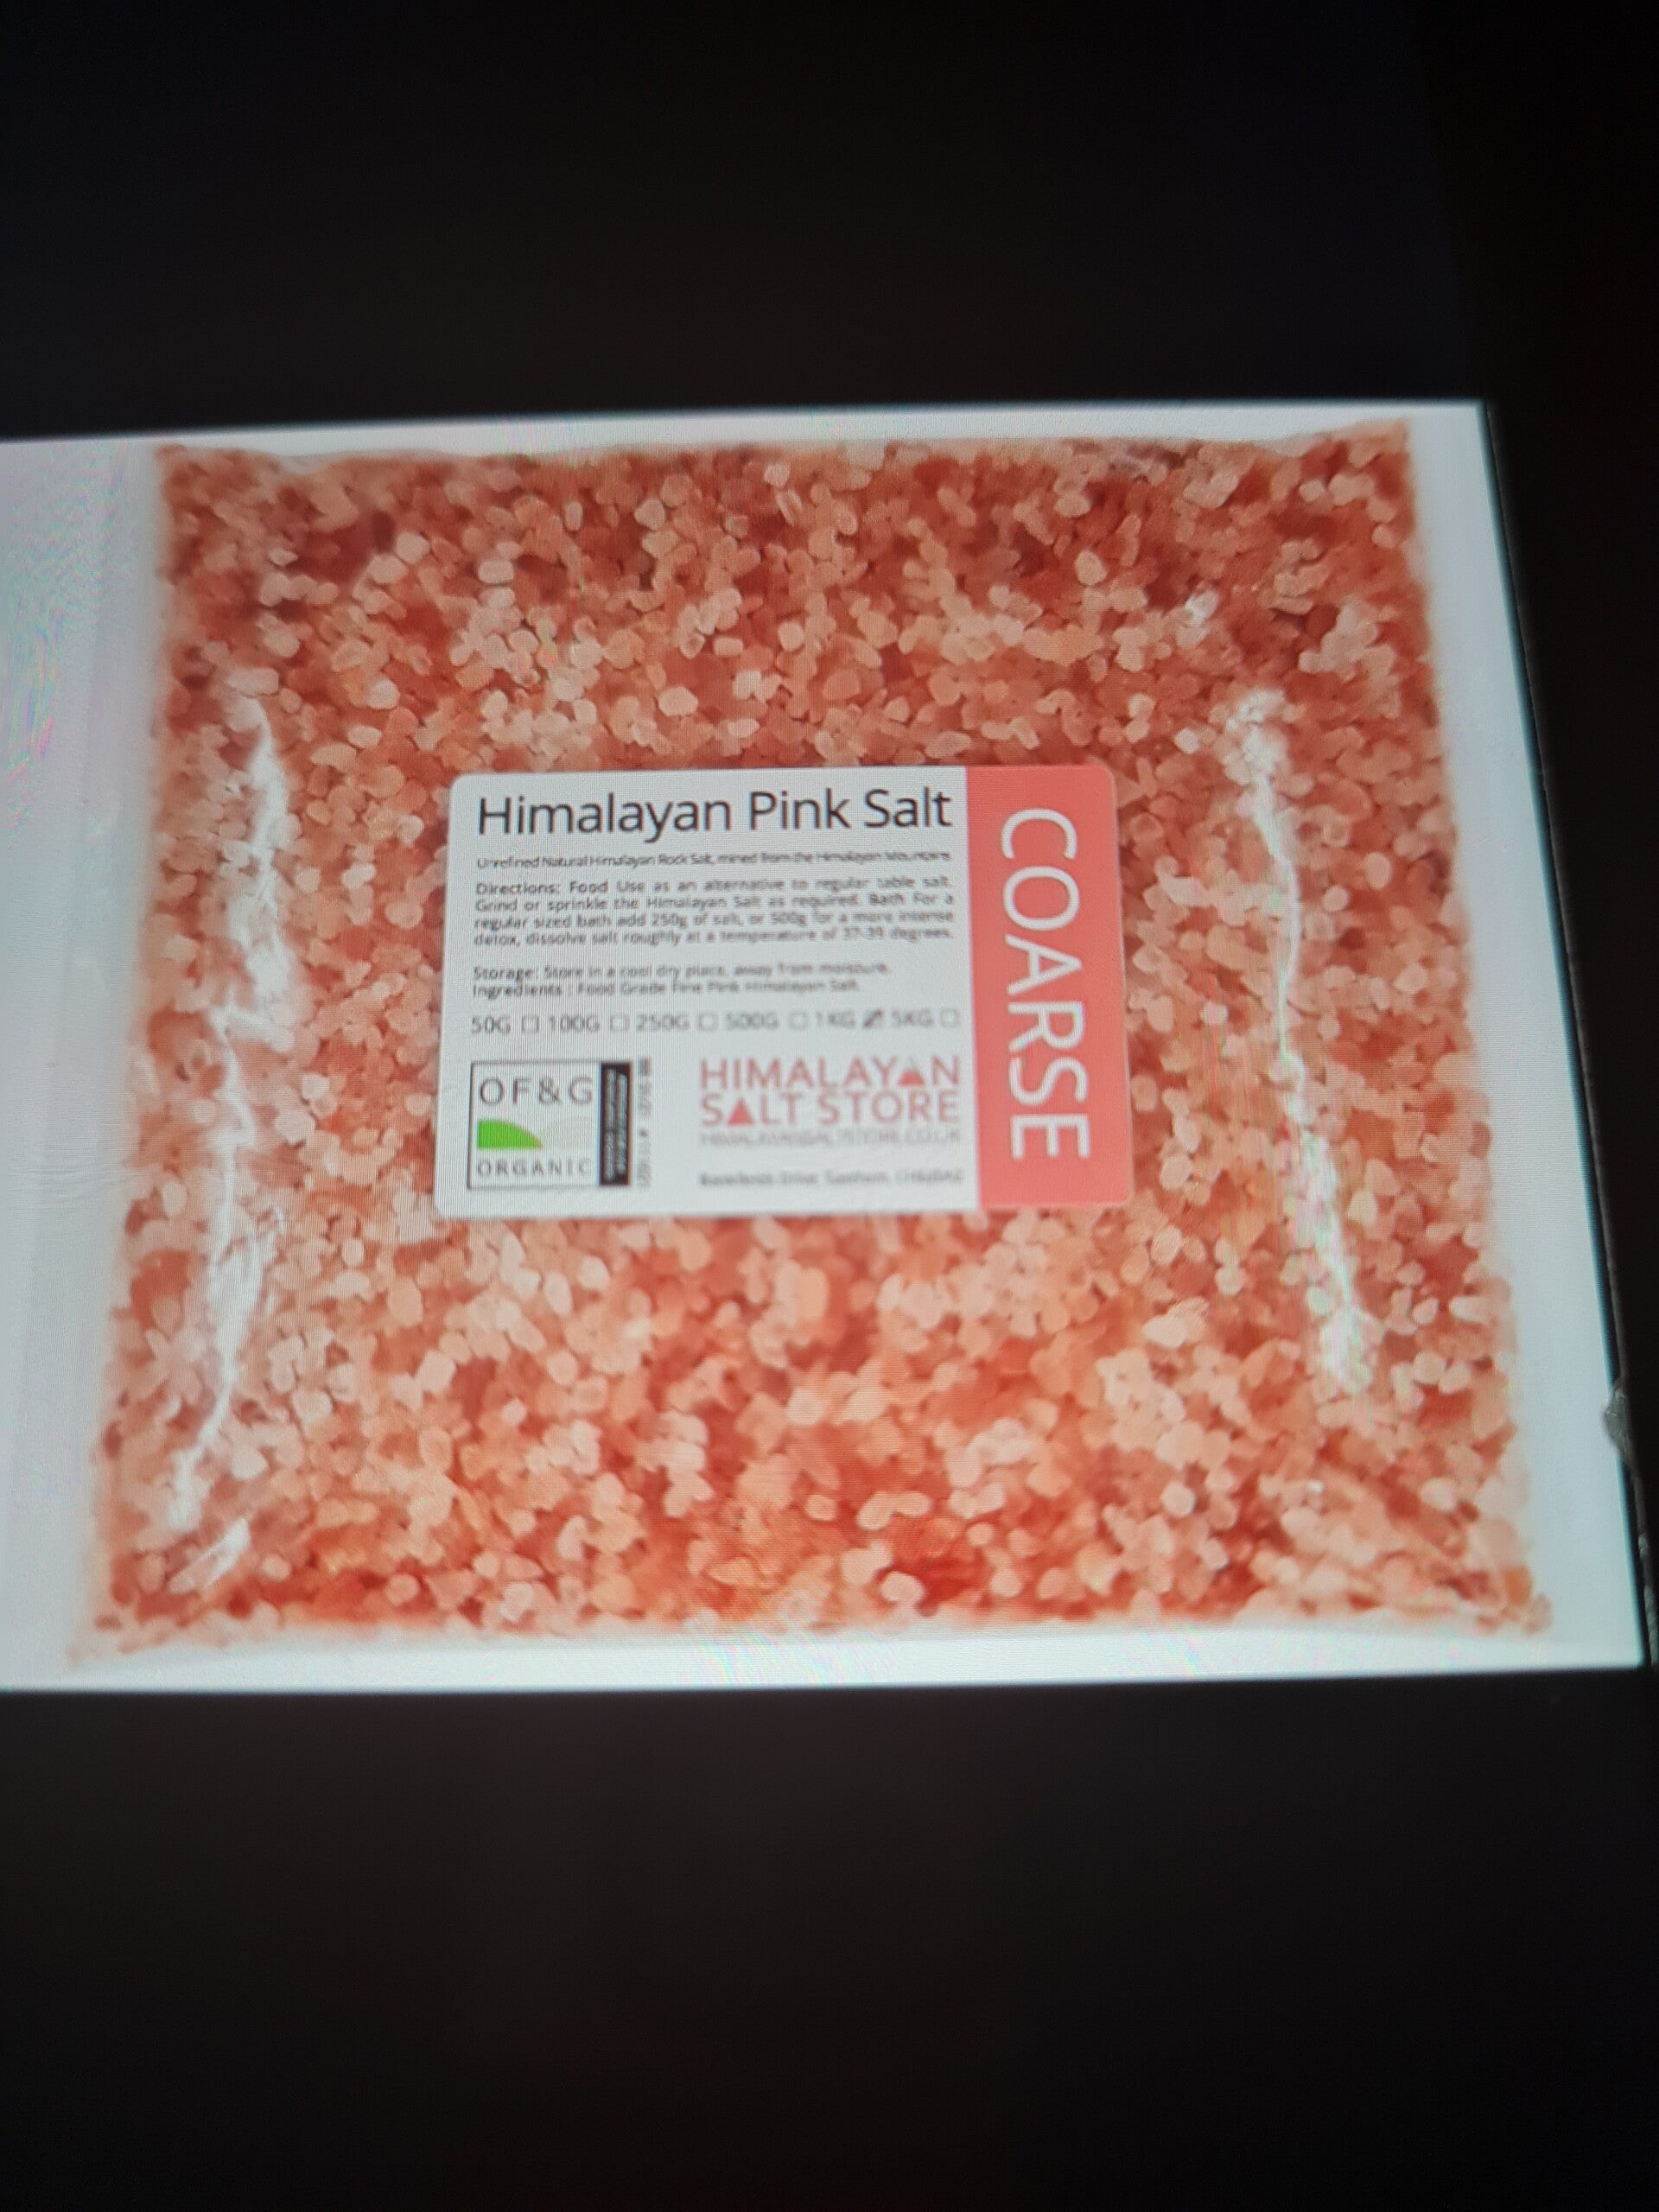 Himalayan Pink Salt
COARSE
Unrefined Natural Himalayan Rock Salt, mined from the Himalayan Mountains
Directions: Food Use as an alternative to regular table salt.
Grind or sprinkle the Himalayan Salt as required. Bath For a
regular sized bath add 250g of salt, or 500g for a more intense
detox, dissolve salt roughly at a temperature of 37-39 degrees.
Storage: Store in a cool dry place, away from moisture.
Ingredients : Food Grade Fine Pink Himalayan Salt.
50G 100G 250G 500G 1KG 5KG
OF&G
ORGANIC
HIMALAYAN
SALT STORE
HIMALAYANSALTSTORE.CO.UK
Drive,